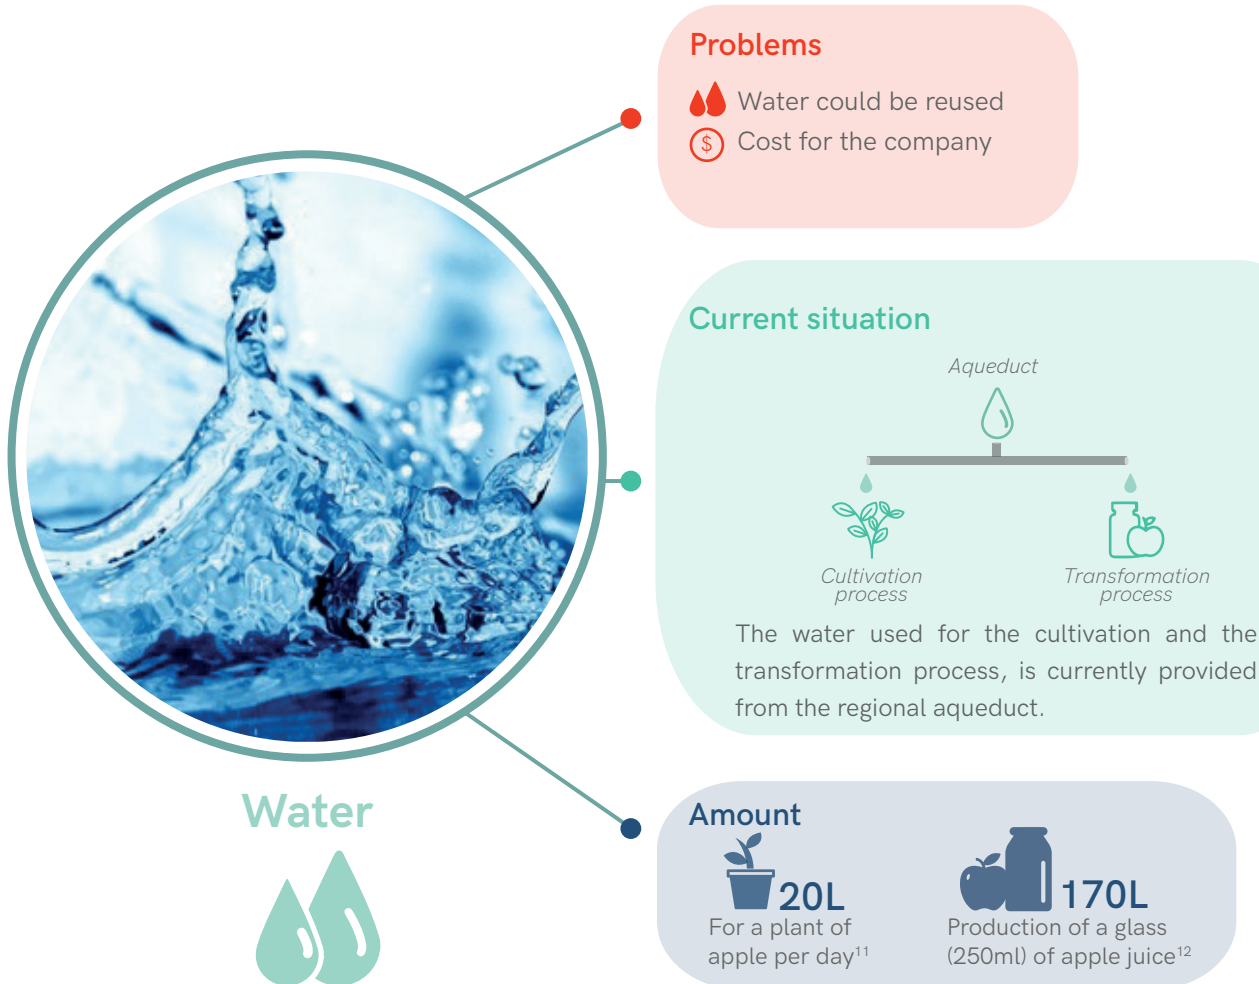 Problems
Water could be reused
$
Cost for the company
Current situation
Aqueduct
Cultivation
process
Transformation
process
The water used for the cultivation and the
transformation process, is currently provided
from the regional aqueduct.
Water
Amount
20L
For a plant of
apple per day¹¹
170L
Production of a glass
(250ml) of apple juice¹²